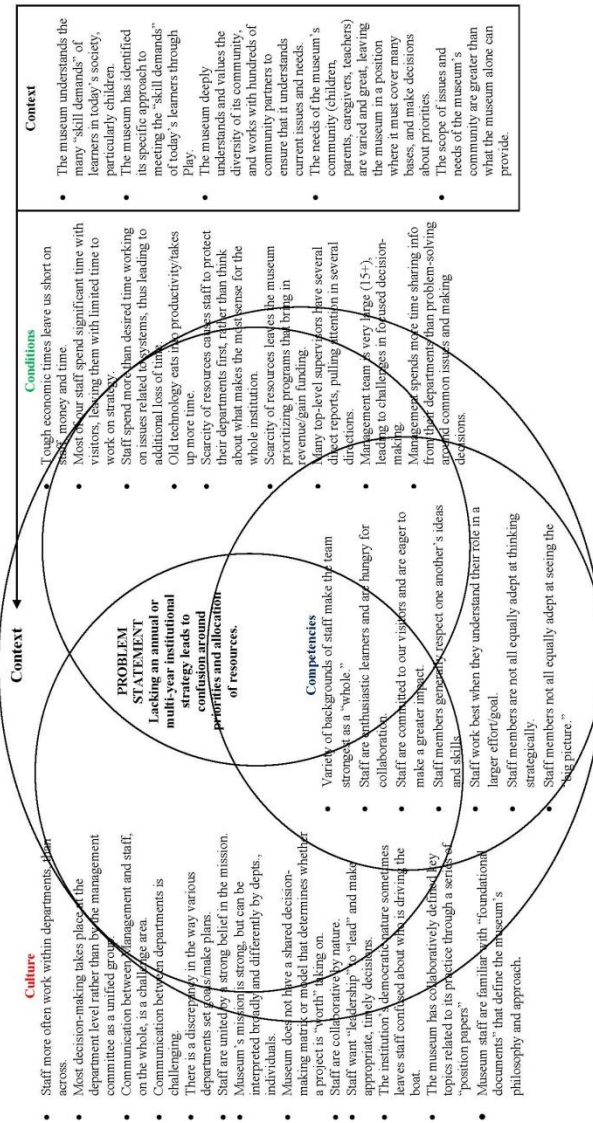 Context
Culture
Staff more often work within departments, than
across.
Most decision-making takes place at the
department level rather than by the management
committee as a unified group.
Communication between Management and staff,
on the whole, is a challenge area.
Communication between departments is
challenging.
There is a discrepancy in the way various
departments set goals/make plans.
Staff are united by a strong belief in the mission.
Museum's mission is strong, but can be
interpreted broadly and differently by depts.,
individuals.
Museum does not have a shared decision-
making matrix or model that determines whether
a project is "worth" taking on.
Staff are collaborative by nature.
Staff want "leadership" to "lead" and make
appropriate, timely decisions.
The institution's democratic nature sometimes
leaves staff confused about who is driving the
boat.
The museum has collaboratively defined key
topics related to its practice through a series of
"position papers"
Museum staff are familiar with "foundational
documents" that define the museum's
philosophy and approach.
PROBLEM
STATEMENT
Lacking an annual or
multi-year institutional
strategy leads to
confusion around
priorities and allocation
of resources.
Competencies
Variety of backgrounds of staff make the team
strongest as a "whole."
Staff are enthusiastic learners and are hungry for
collaboration.
Staff are committed to our visitors and are eager to
make a greater impact.
Staff members generally respect one another's ideas
and skills.
Staff work best when they understand their role in a
larger effort/goal.
Staff members are not all equally adept at thinking
strategically.
Staff members not all equally adept at seeing the
"big picture."
Conditions
Tough economic times leave us short on
staff, money and time.
Most of our staff spend significant time with
visitors, leaving them with limited time to
work on strategy.
Staff spend more than desired time working
on issues related to systems, thus leading to
additional loss of time.
Old technology eats into productivity/takes
up more time.
Scarcity of resources causes staff to protect
their departments first, rather than think
about what makes the most sense for the
whole institution.
Scarcity of resources leaves the museum
prioritizing programs that bring in
revenue/gain funding.
Many top-level supervisors have several
direct reports, pulling attention in several
directions.
Management team is very large (15+),
leading to challenges in focused decision-
making.
Management spends more time sharing info
from their departments than problem-solving
around common issues and making
decisions.
Context
The museum understands the
many "skill demands" of
learners in today's society,
particularly children.
The museum has identified
its specific approach to
meeting the "skill demands"
of today's learners through
Play.
The museum deeply
understands and values the
diversity of its community,
and works with hundreds of
community partners to
ensure that it understands
current issues and needs.
The needs of the museum's
community (children,
parents, caregivers, teachers)
are varied and great, leaving
the museum in a position
where it must cover many
bases, and make decisions
about priorities.
The scope of issues and
needs of the museum's
community are greater than
what the museum alone can
provide.